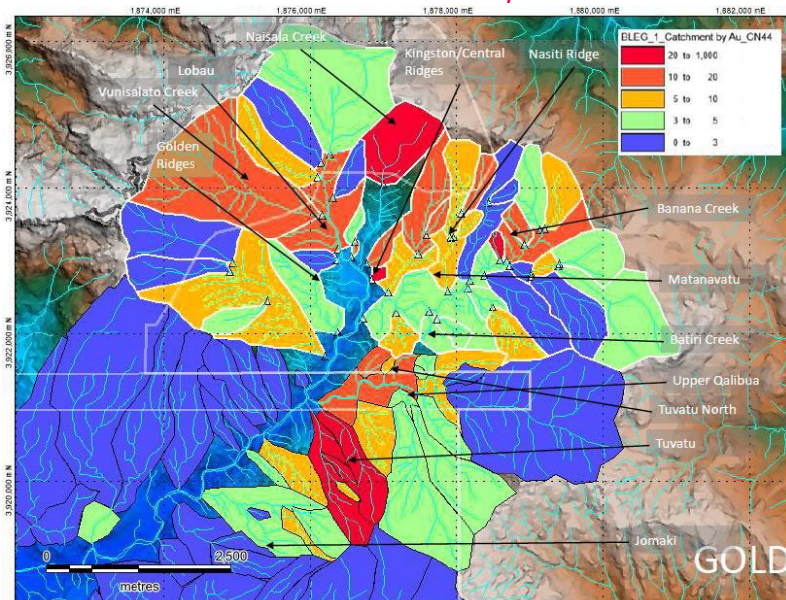 1,874,000 mE
1,876,000 mE
1,878,000 mE
1,880,000 mE
1,882,000 mE
3,926,000 mN
3,924,000 mN
3,922,000 mN
3,920,000 mN
BLEG_1_Catchment by Au_CN44
20 to 1,000
10 to 20
5 to 10
3 to 5
0 to 3
Naisala Creek
Kingston/Central
Ridges
Nasiti Ridge
Lobau
Vunisalato Creek
Golden
Ridges
Banana Creek
Matanavatu
Batiri Creek
Upper Qalibua
Tuvatu North
Tuvatu
Jomaki
0
2,500
metres
GOLD